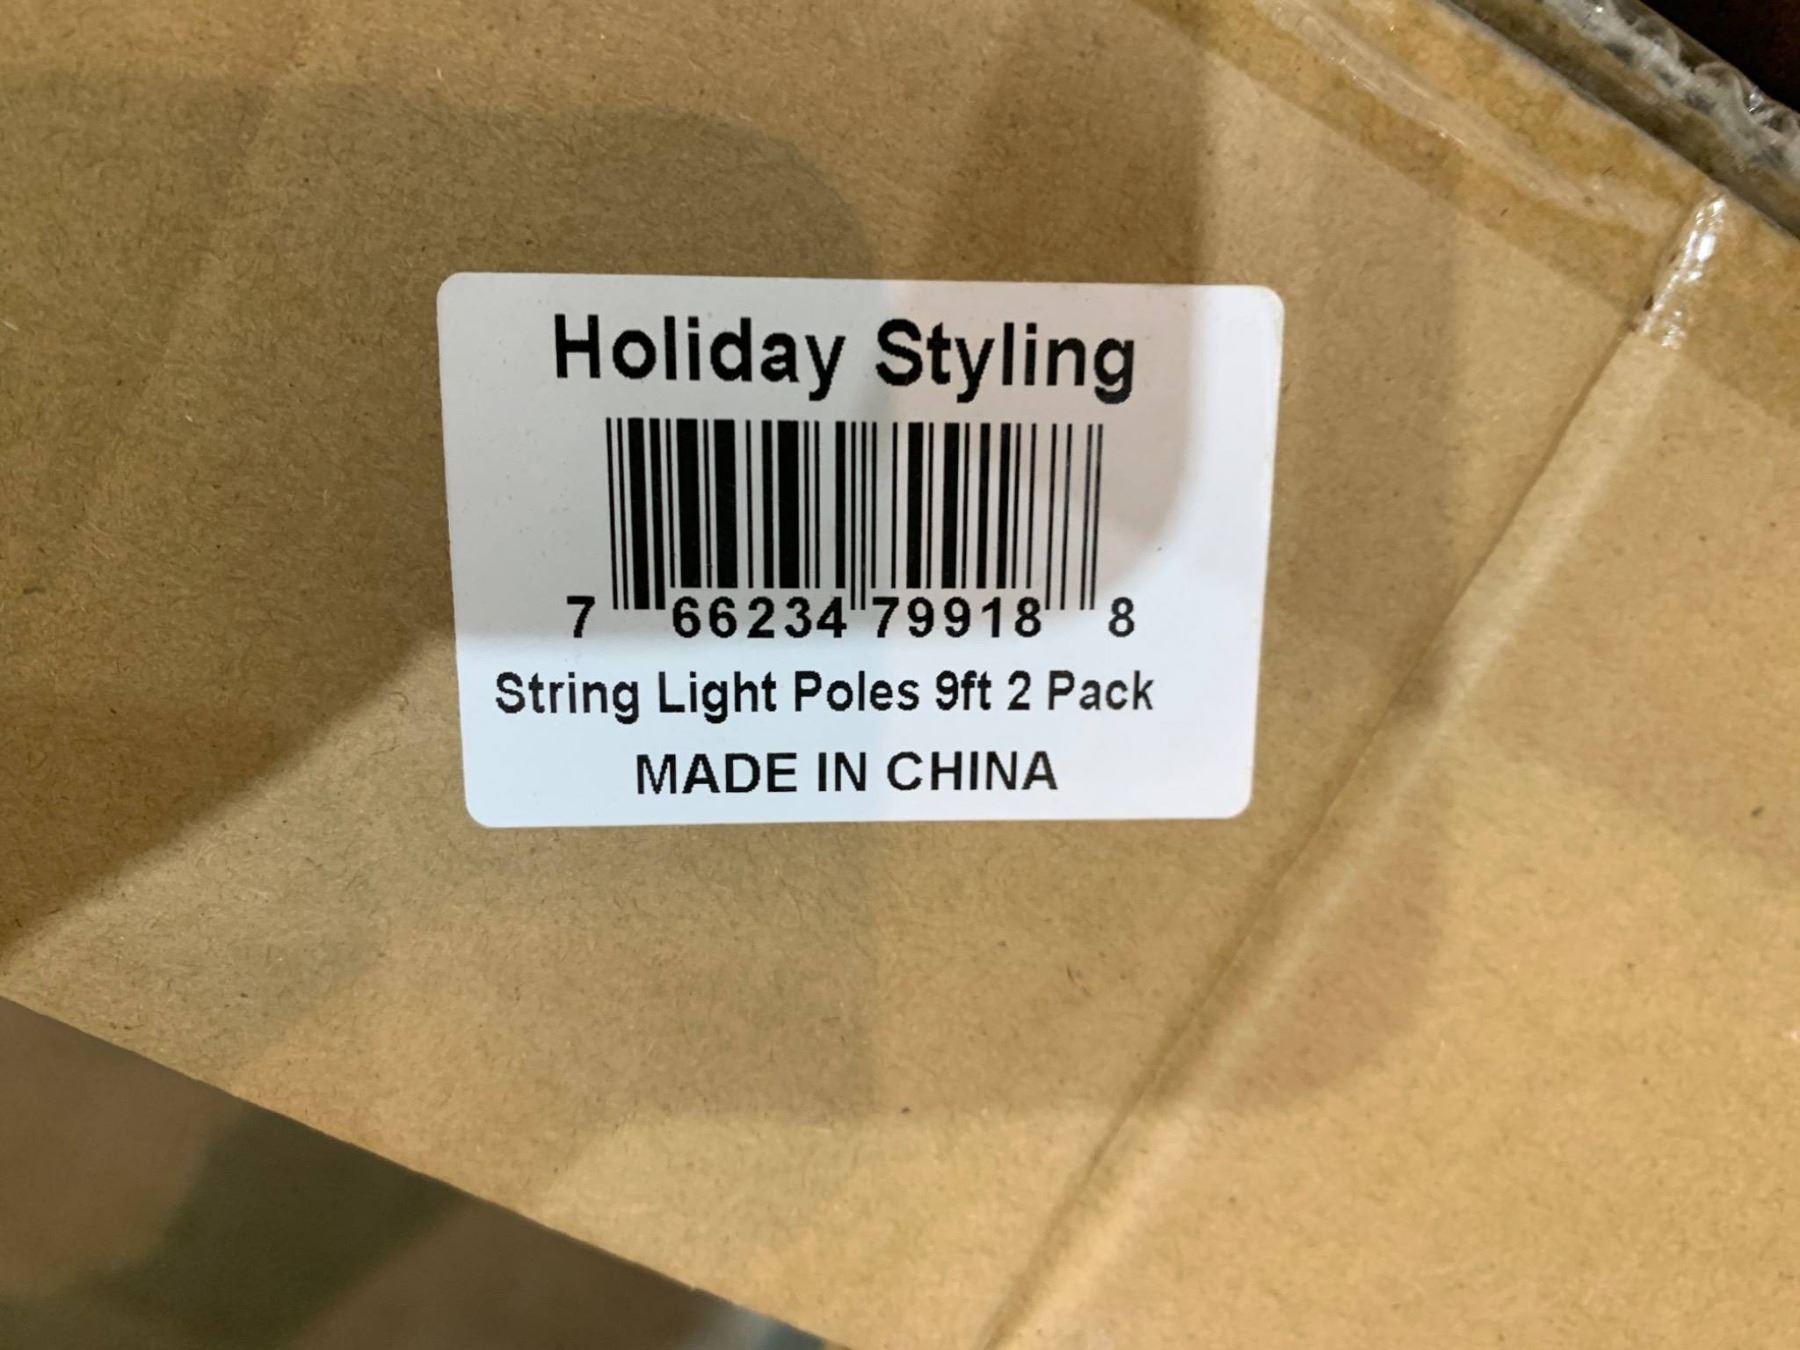 Holiday Styling
7 66234 79918 8
String Light Poles 9ft 2 Pack
MADE IN CHINA